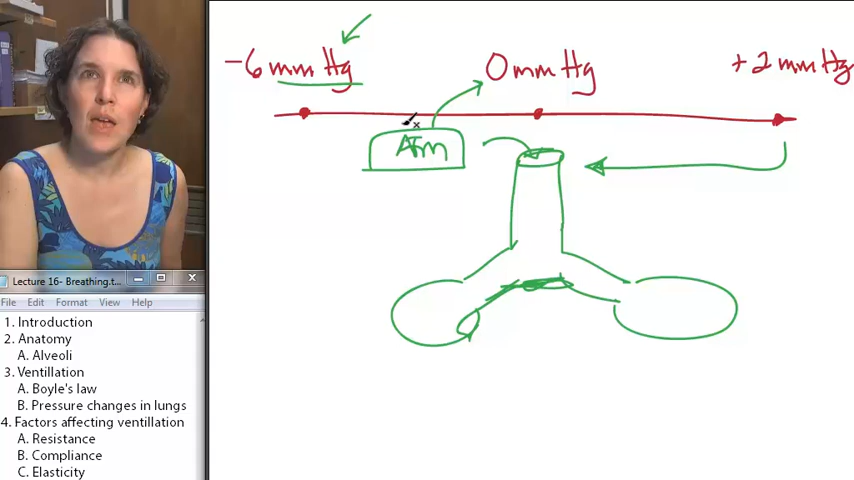 -6 mm Hg
0 mm Hg
+2 mm Hg
Atm
Lecture 16- Breathing.t...
File Edit Format View Help
1. Introduction
2. Anatomy
A. Alveoli
3. Ventillation
A. Boyle's law
B. Pressure changes in lungs
4. Factors affecting ventillation
A. Resistance
B. Compliance
C. Elasticity